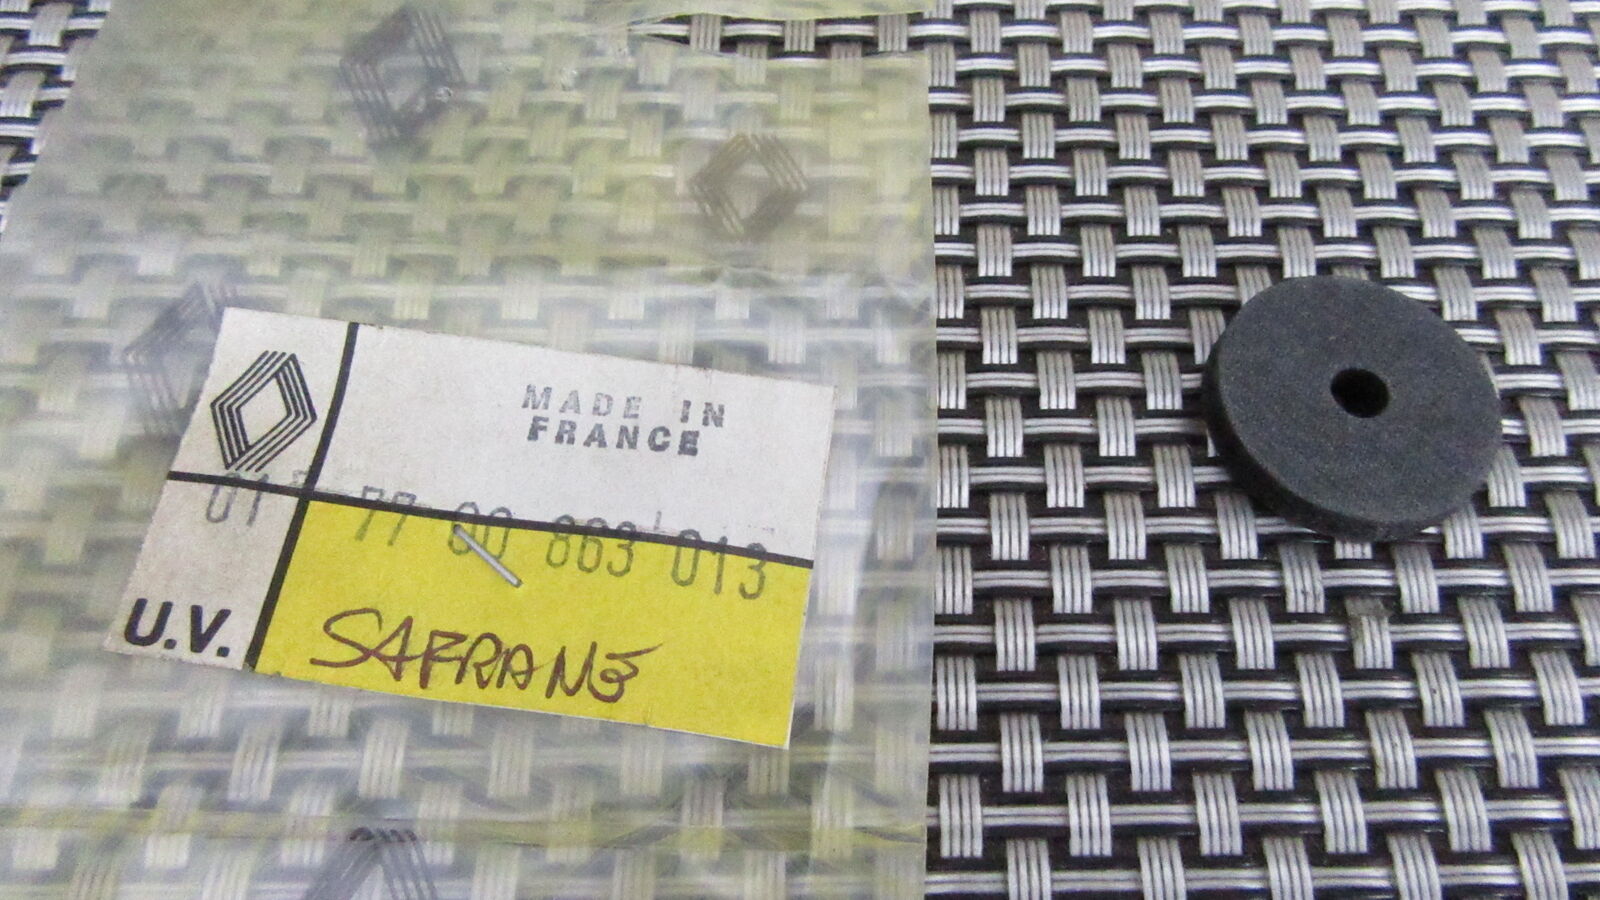 MADE IN
FRANCE
01 77 00 863 013
U.V.
SAFRANE